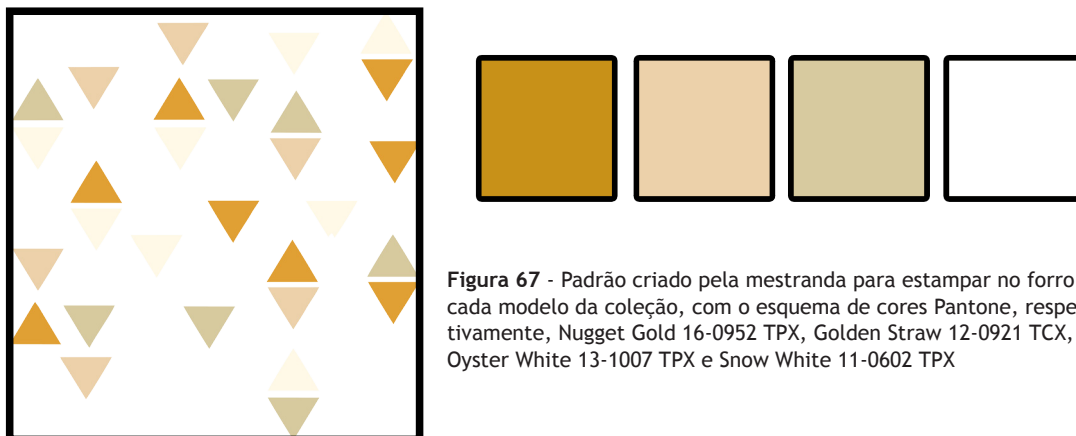 Figura 67 - Padrão criado pela mestranda para estampar no forro
cada modelo da coleção, com o esquema de cores Pantone, respe
tivamente, Nugget Gold 16-0952 TPX, Golden Straw 12-0921 TCX,
Oyster White 13-1007 TPX e Snow White 11-0602 TPX